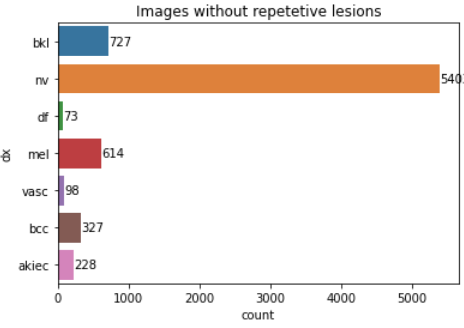 Images without repetetive lesions
bkl 727
nv 5403
df 73
mel 614
dx
vasc 98
bcc 327
akiec 228
0 1000 2000 3000 4000 5000
count